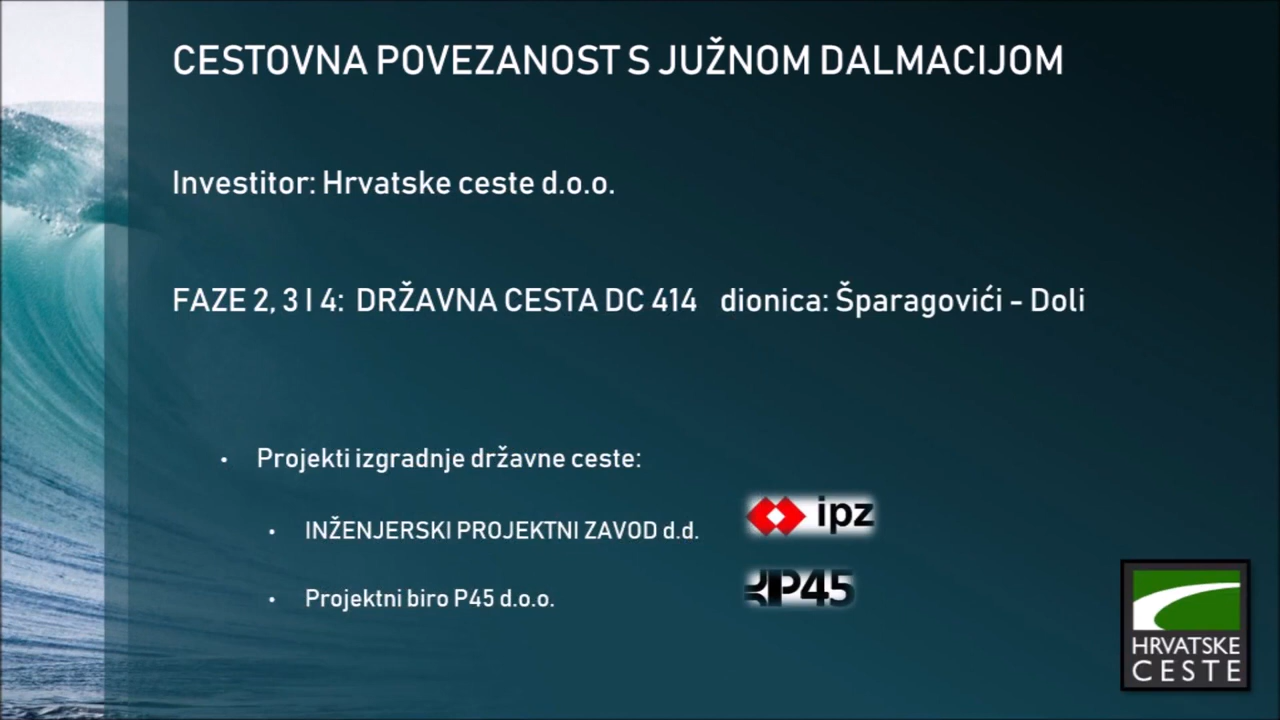 CESTOVNA POVEZANOST S JUŽNOM DALMACIJOM
Investitor: Hrvatske ceste d.o.o.
FAZE 2, 3 I 4: DRŽAVNA CESTA DC 414 dionica: Šparagovići - Doli
• Projekti izgradnje državne ceste:
• INŽENJERSKI PROJEKTNI ZAVOD d.d.
ipz
• Projektni biro P45 d.o.o.
P45
HRVATSKE
CESTE